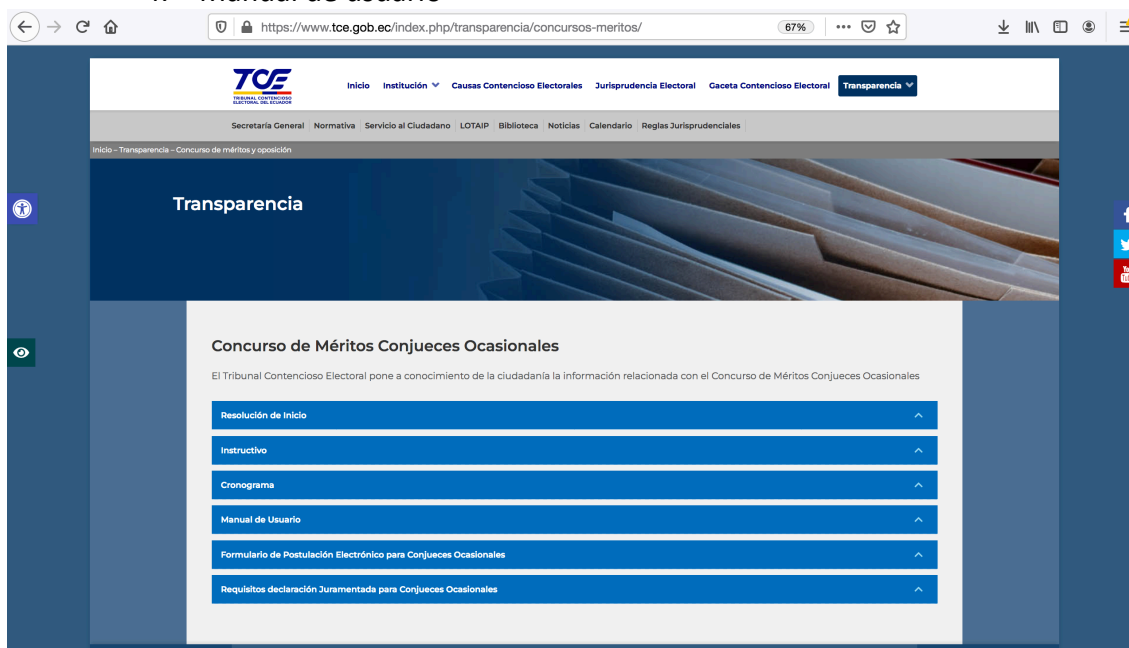 https://www.tce.gob.ec/index.php/transparencia/concursos-meritos/ 67%
TCE
TRIBUNAL CONTENCIOSO
ELECTORAL DEL ECUADOR
Inicio Institución Causas Contencioso Electorales Jurisprudencia Electoral Gaceta Contencioso Electoral Transparencia
Secretaría General Normativa Servicio al Ciudadano LOTAIP Biblioteca Noticias Calendario Reglas Jurisprudenciales
Inicio – Transparencia – Concurso de méritos y oposición
Transparencia
Concurso de Méritos Conjueces Ocasionales
El Tribunal Contencioso Electoral pone a conocimiento de la ciudadanía la información relacionada con el Concurso de Méritos Conjueces Ocasionales
Resolución de Inicio
Instructivo
Cronograma
Manual de Usuario
Formulario de Postulación Electrónico para Conjueces Ocasionales
Requisitos declaración Juramentada para Conjueces Ocasionales